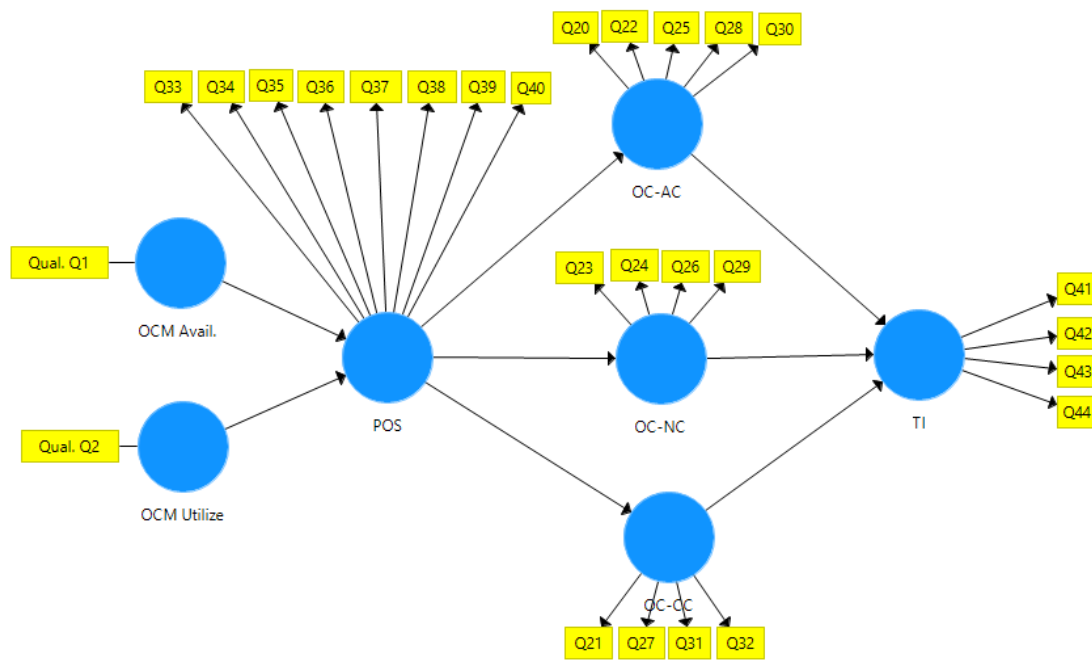 Q20 Q22 Q25 Q28 Q30
Q33 Q34 Q35 Q36 Q37 Q38 Q39 Q40
OC-AC
Qual. Q1
Q23 Q24 Q26 Q29
Q41
OCM Avail.
Q42
Q43
Q44
POS
OC-NC
TI
Qual. Q2
OCM Utilize
OC-CC
Q21 Q27 Q31 Q32